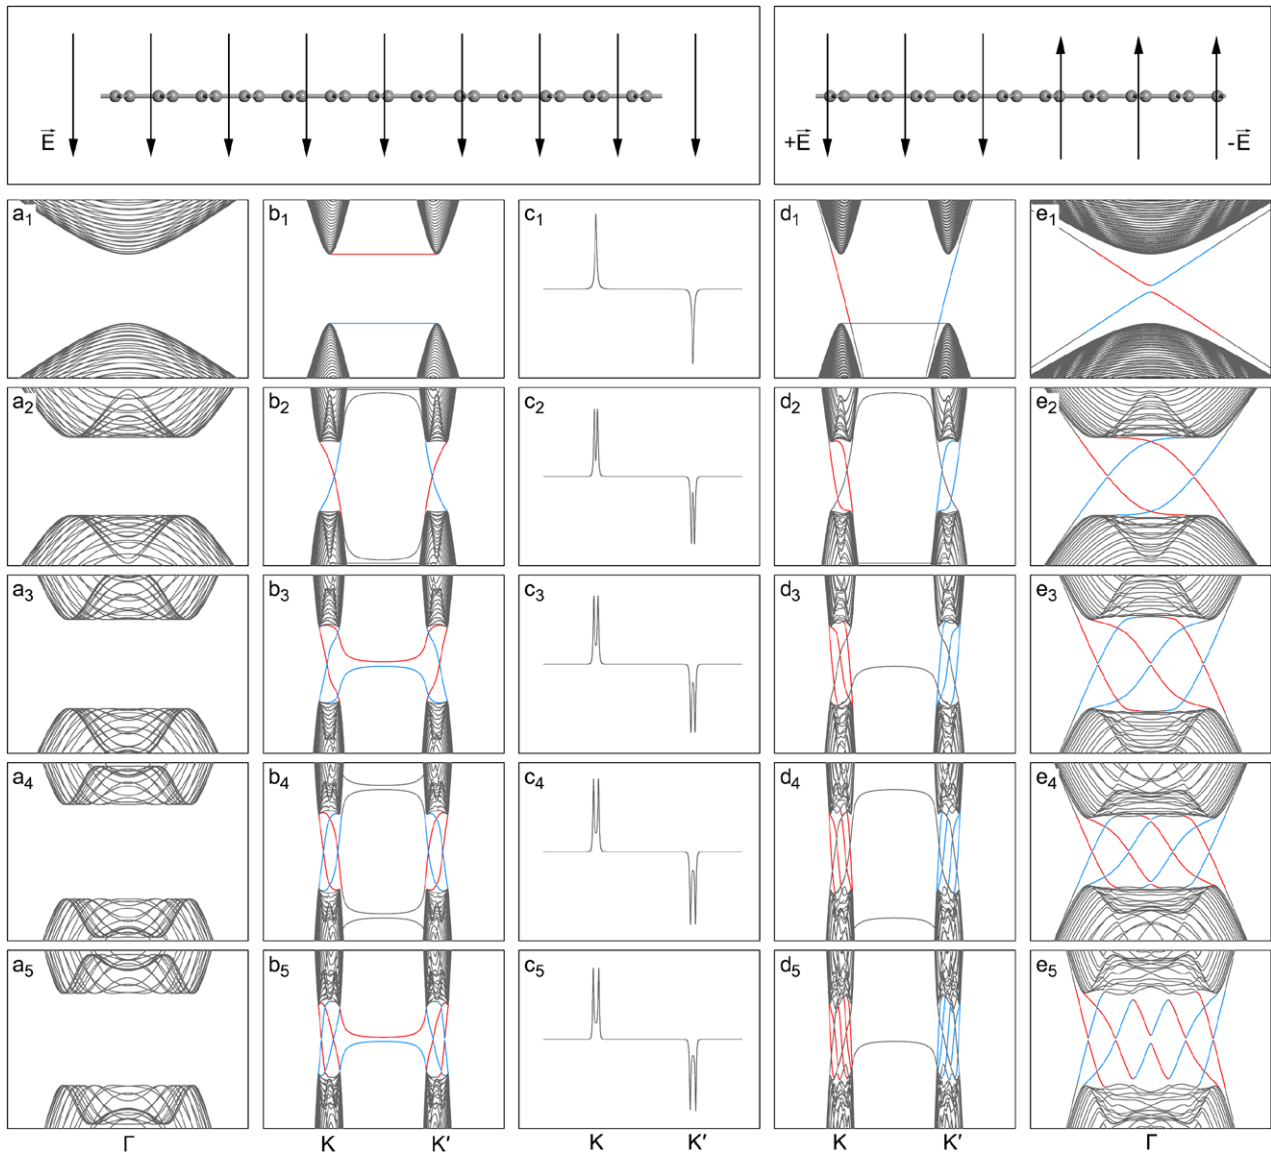 E
+E
-E
a1 b1 c1 d1 e1
a2 b2 c2 d2 e2
a3 b3 c3 d3 e3
a4 b4 c4 d4 e4
a5 b5 c5 d5 e5
Γ K K′ K K′ K K′ Γ